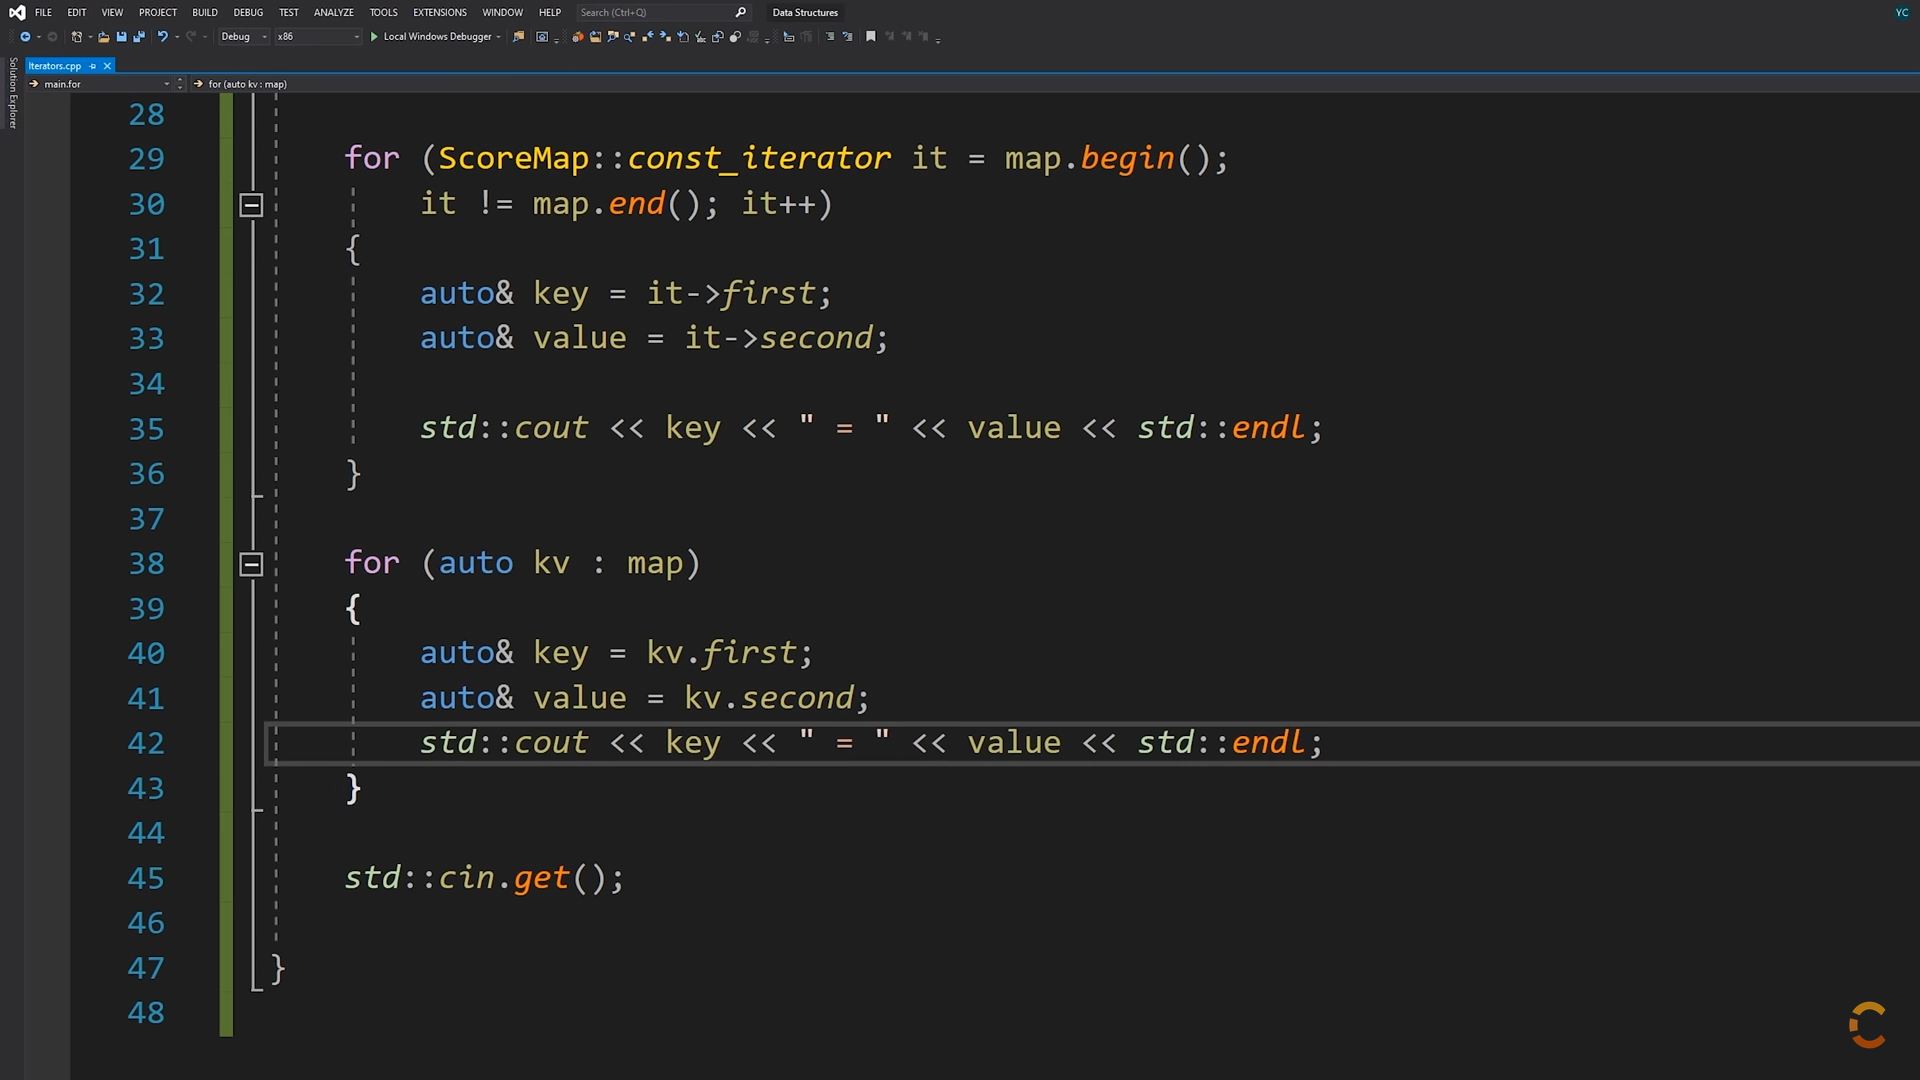 FILE EDIT VIEW PROJECT BUILD DEBUG TEST ANALYZE TOOLS EXTENSIONS WINDOW HELP Search (Ctrl+Q) Data Structures YC
Debug x86 Local Windows Debugger
Solution Explorer
Iterators.cpp
main.for for (auto kv : map)
28
29 for (ScoreMap::const_iterator it = map.begin();
30 it != map.end(); it++)
31 {
32 auto& key = it->first;
33 auto& value = it->second;
34
35 std::cout << key << " = " << value << std::endl;
36 }
37
38 for (auto kv : map)
39 {
40 auto& key = kv.first;
41 auto& value = kv.second;
42 std::cout << key << " = " << value << std::endl;
43 }
44
45 std::cin.get();
46
47 }
48